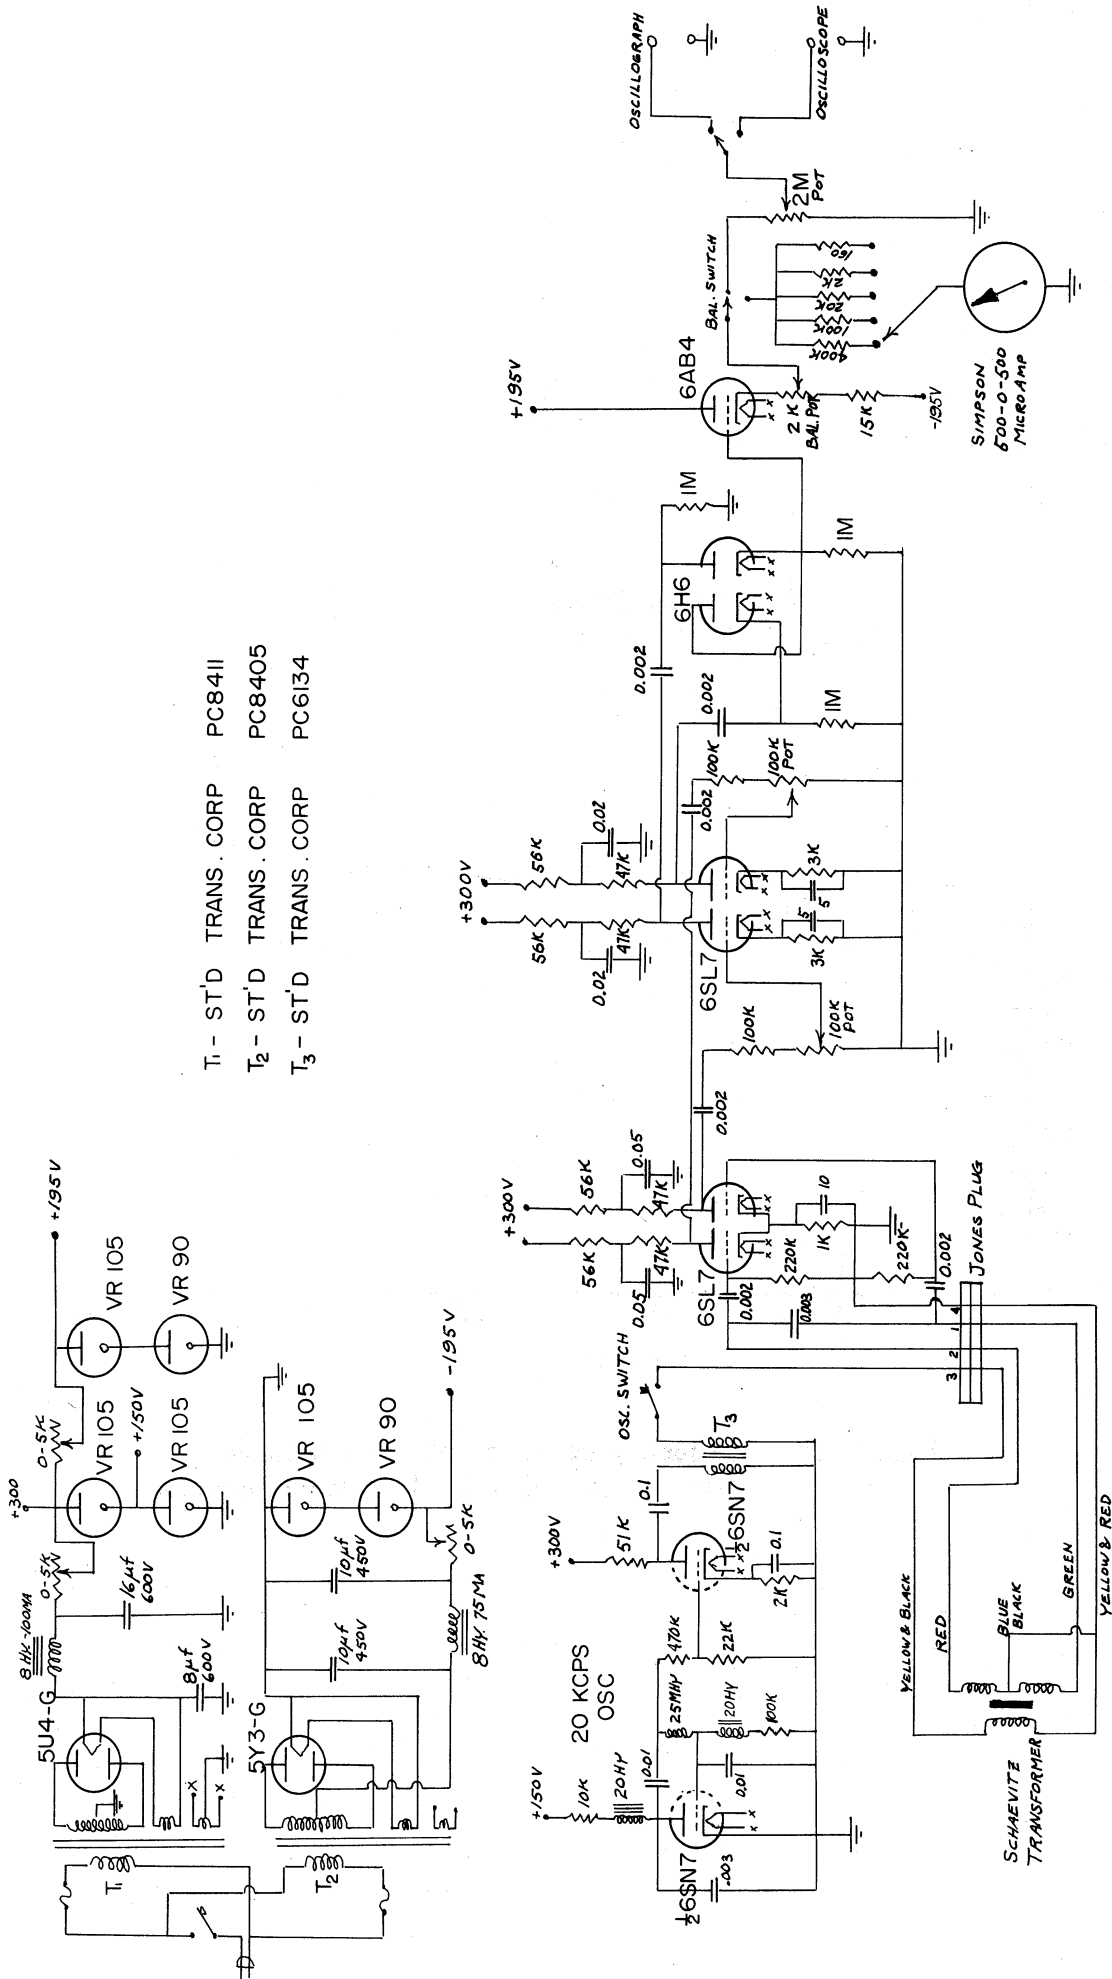 T₁ - ST'D TRANS. CORP PC8411
T₂ - ST'D TRANS. CORP PC8405
T₃ - ST'D TRANS. CORP PC6134
T₁
T₂
5U4-G
8HY.-100MA
8µf
600V
16µf
600V
0-5K
+300
VR 105
VR 105
+150V
0-5K
+195V
VR 105
VR 90
X
X
5Y3-G
10µf
450V
10µf
450V
8HY. 75MA
0-5K
VR 105
VR 90
-195V
20 KCPS
OSC
+150V
10K
20HY
0.01
½6SN7
.003
0.01
25MHY
20HY
100K
470K
22K
+300V
51K
0.1
½6SN7
2K
0.1
T₃
OSC. SWITCH
SCHAEVITZ
TRANSFORMER
YELLOW & BLACK
RED
BLUE
BLACK
GREEN
YELLOW & RED
JONES PLUG
3
2
1
4
+300V
56K
56K
0.05
0.05
47K
47K
6SL7
0.002
0.003
220K
1K
10
220K
0.002
0.002
100K
100K
POT
+300V
56K
56K
0.02
0.02
47K
47K
6SL7
3K
5
5
3K
0.002
100K
100K
POT
0.002
0.002
1M
6H6
1M
1M
+195V
6AB4
2K
BAL. POT
15K
-195V
BAL. SWITCH
400K
100K
20K
2K
160
SIMPSON
500-0-500
MICROAMP
2M
POT
OSCILLOGRAPH
OSCILLOSCOPE